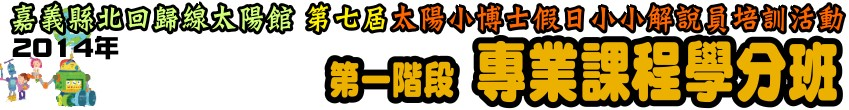 嘉義縣北回歸線太陽館 第七屆太陽小博士假日小小解說員培訓活動
2014年
第一階段 專業課程學分班